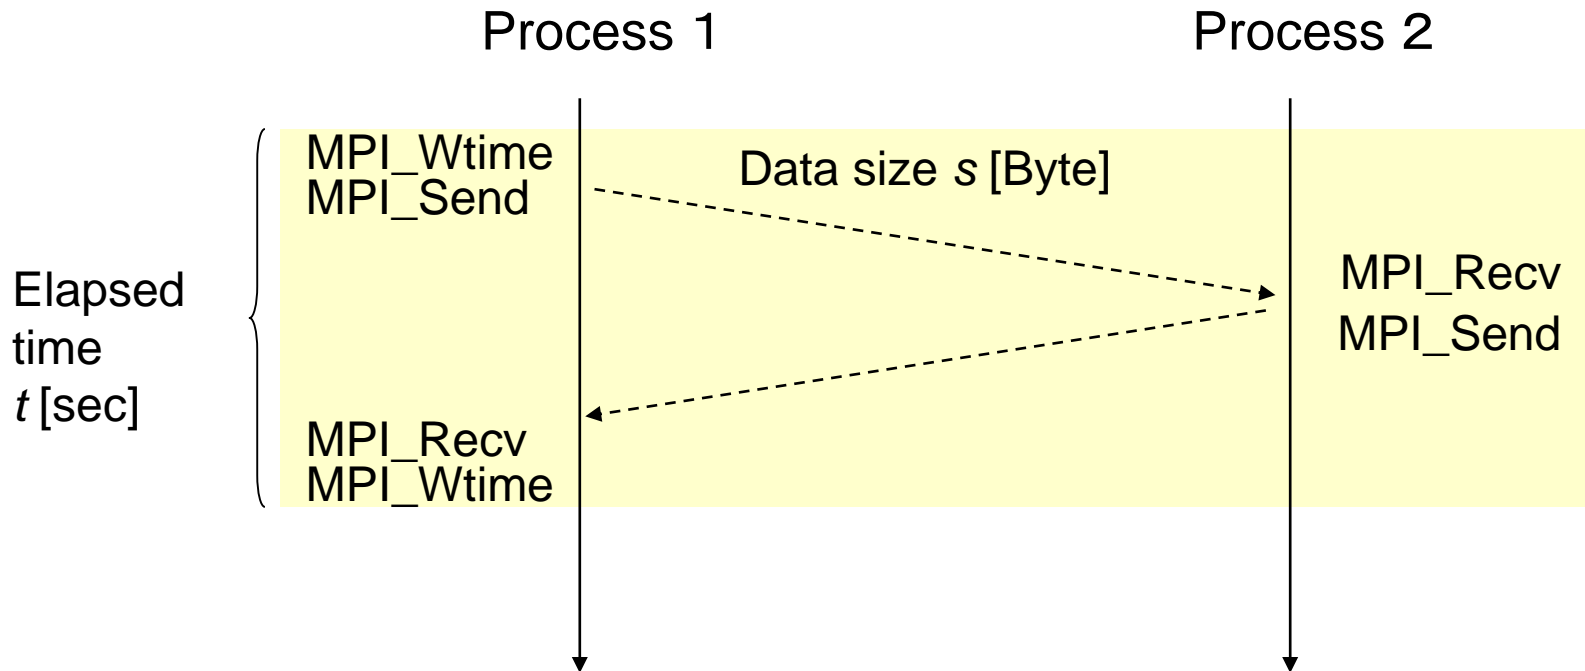 Process １
Process ２
MPI_Wtime
MPI_Send
Data size s [Byte]
MPI_Recv
MPI_Send
Elapsed
time
t [sec]
MPI_Recv
MPI_Wtime